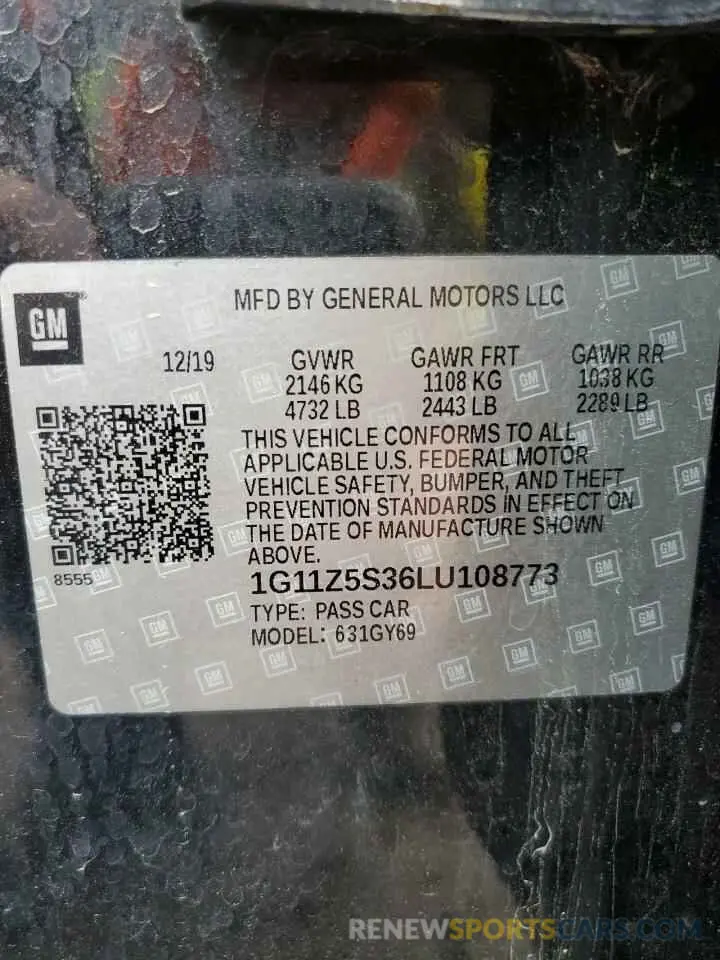 MFD BY GENERAL MOTORS LLC
GM
12/19 GVWR GAWR FRT GAWR RR
2146 KG 1108 KG 1038 KG
4732 LB 2443 LB 2289 LB
THIS VEHICLE CONFORMS TO ALL
APPLICABLE U.S. FEDERAL MOTOR
VEHICLE SAFETY, BUMPER, AND THEFT
PREVENTION STANDARDS IN EFFECT ON
THE DATE OF MANUFACTURE SHOWN
ABOVE.
8555
1G11Z5S36LU108773
TYPE: PASS CAR
MODEL: 631GY69
RENEWSPORTSCARS.COM